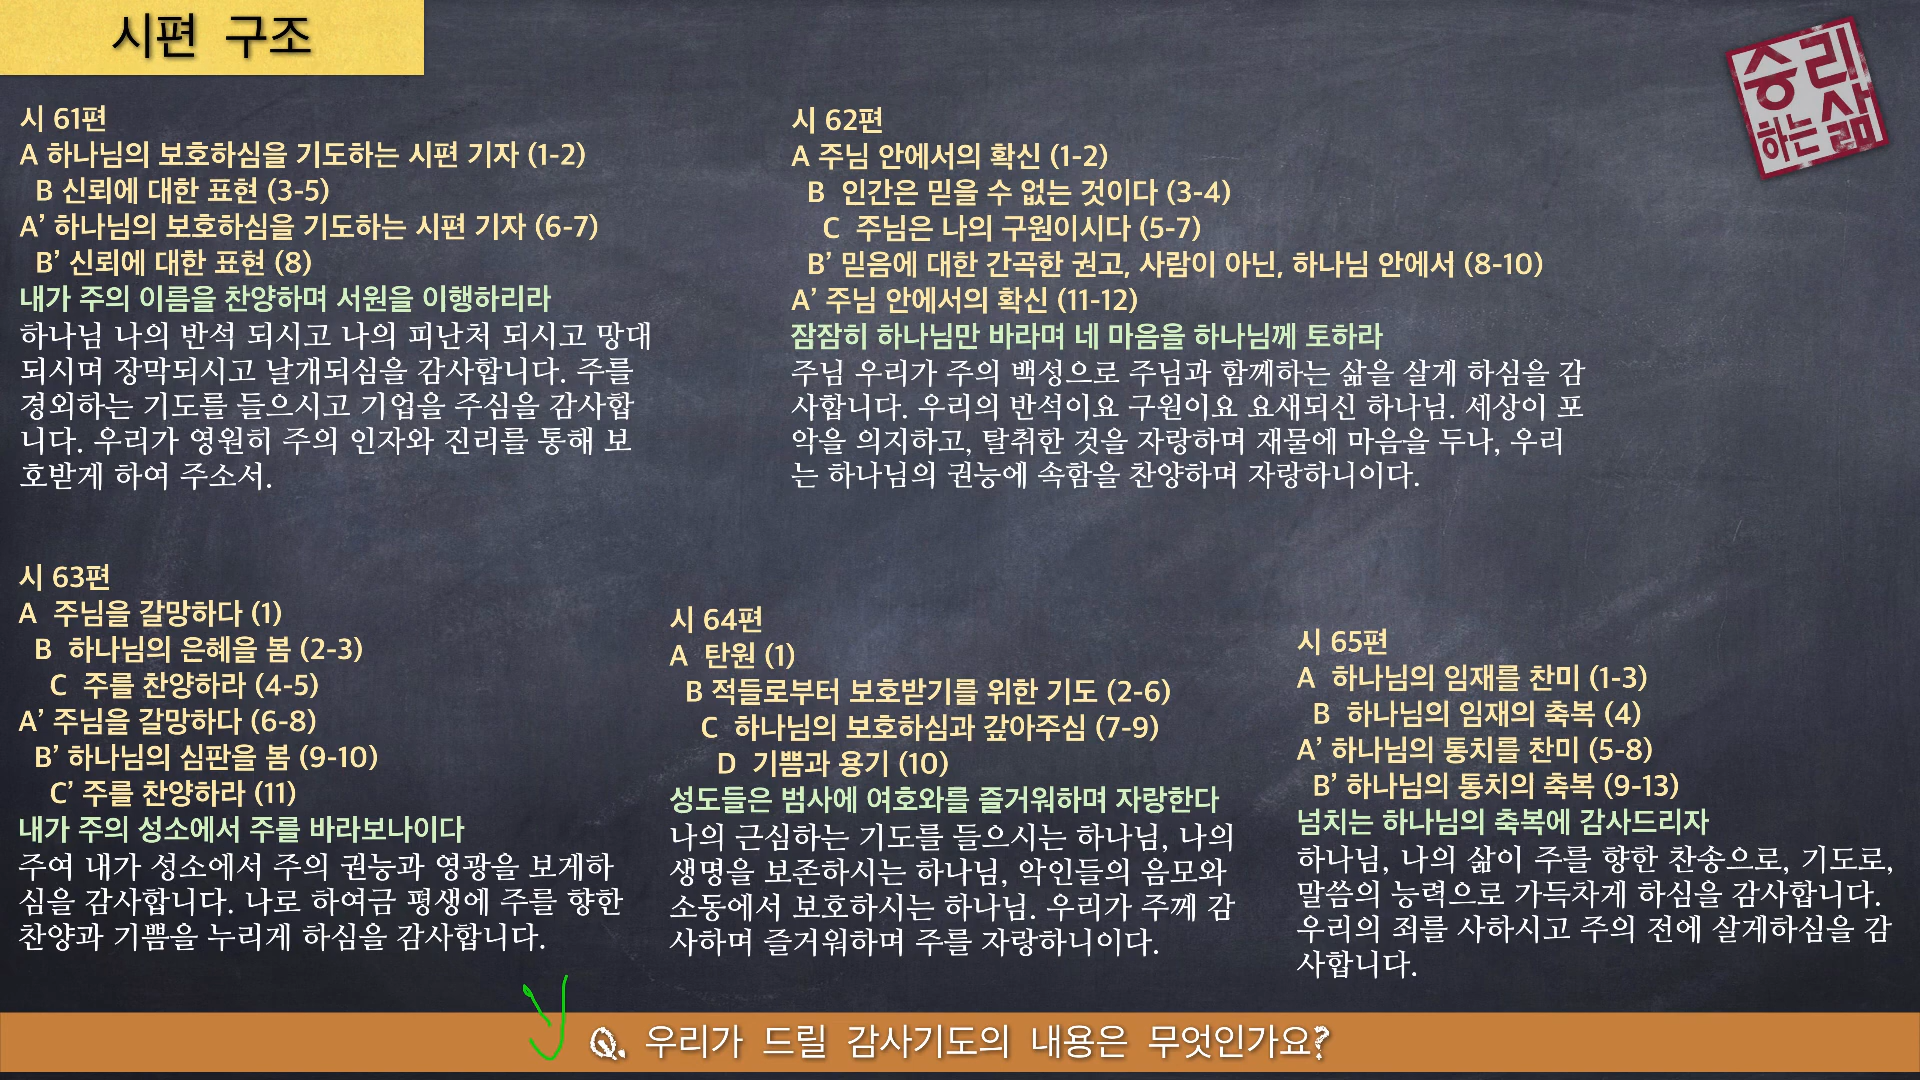 시편 구조
승리
하는 삶
시 61편
A 하나님의 보호하심을 기도하는 시편 기자 (1-2)
B 신뢰에 대한 표현 (3-5)
A’ 하나님의 보호하심을 기도하는 시편 기자 (6-7)
B’ 신뢰에 대한 표현 (8)
내가 주의 이름을 찬양하며 서원을 이행하리라
하나님 나의 반석 되시고 나의 피난처 되시고 망대
되시며 장막되시고 날개되심을 감사합니다. 주를
경외하는 기도를 들으시고 기업을 주심을 감사합
니다. 우리가 영원히 주의 인자와 진리를 통해 보
호받게 하여 주소서.
시 62편
A 주님 안에서의 확신 (1-2)
B 인간은 믿을 수 없는 것이다 (3-4)
C 주님은 나의 구원이시다 (5-7)
B’ 믿음에 대한 간곡한 권고, 사람이 아닌, 하나님 안에서 (8-10)
A’ 주님 안에서의 확신 (11-12)
잠잠히 하나님만 바라며 네 마음을 하나님께 토하라
주님 우리가 주의 백성으로 주님과 함께하는 삶을 살게 하심을 감
사합니다. 우리의 반석이요 구원이요 요새되신 하나님. 세상이 포
악을 의지하고, 탈취한 것을 자랑하며 재물에 마음을 두나, 우리
는 하나님의 권능에 속함을 찬양하며 자랑하니이다.
시 63편
A 주님을 갈망하다 (1)
B 하나님의 은혜을 봄 (2-3)
C 주를 찬양하라 (4-5)
A’ 주님을 갈망하다 (6-8)
B’ 하나님의 심판을 봄 (9-10)
C’ 주를 찬양하라 (11)
내가 주의 성소에서 주를 바라보나이다
주여 내가 성소에서 주의 권능과 영광을 보게하
심을 감사합니다. 나로 하여금 평생에 주를 향한
찬양과 기쁨을 누리게 하심을 감사합니다.
시 64편
A 탄원 (1)
B 적들로부터 보호받기를 위한 기도 (2-6)
C 하나님의 보호하심과 갚아주심 (7-9)
D 기쁨과 용기 (10)
성도들은 범사에 여호와를 즐거워하며 자랑한다
나의 근심하는 기도를 들으시는 하나님, 나의
생명을 보존하시는 하나님, 악인들의 음모와
소동에서 보호하시는 하나님. 우리가 주께 감
사하며 즐거워하며 주를 자랑하니이다.
시 65편
A 하나님의 임재를 찬미 (1-3)
B 하나님의 임재의 축복 (4)
A’ 하나님의 통치를 찬미 (5-8)
B’ 하나님의 통치의 축복 (9-13)
넘치는 하나님의 축복에 감사드리자
하나님, 나의 삶이 주를 향한 찬송으로, 기도로,
말씀의 능력으로 가득차게 하심을 감사합니다.
우리의 죄를 사하시고 주의 전에 살게하심을 감
사합니다.
Q. 우리가 드릴 감사기도의 내용은 무엇인가요?